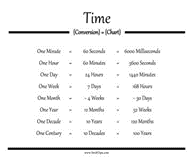 Time
(Conversion) = (Chart)
One Minute = 60 Seconds = 6000 Milliseconds
One Hour = 60 Minutes = 3600 Seconds
One Day = 24 Hours = 1440 Minutes
One Week = 7 Days = 168 Hours
One Month = ~ 4 Weeks = ~ 30 Days
One Year = 12 Months = 52 Weeks
One Decade = 10 Years = 120 Months
One Century = 10 Decades = 100 Years